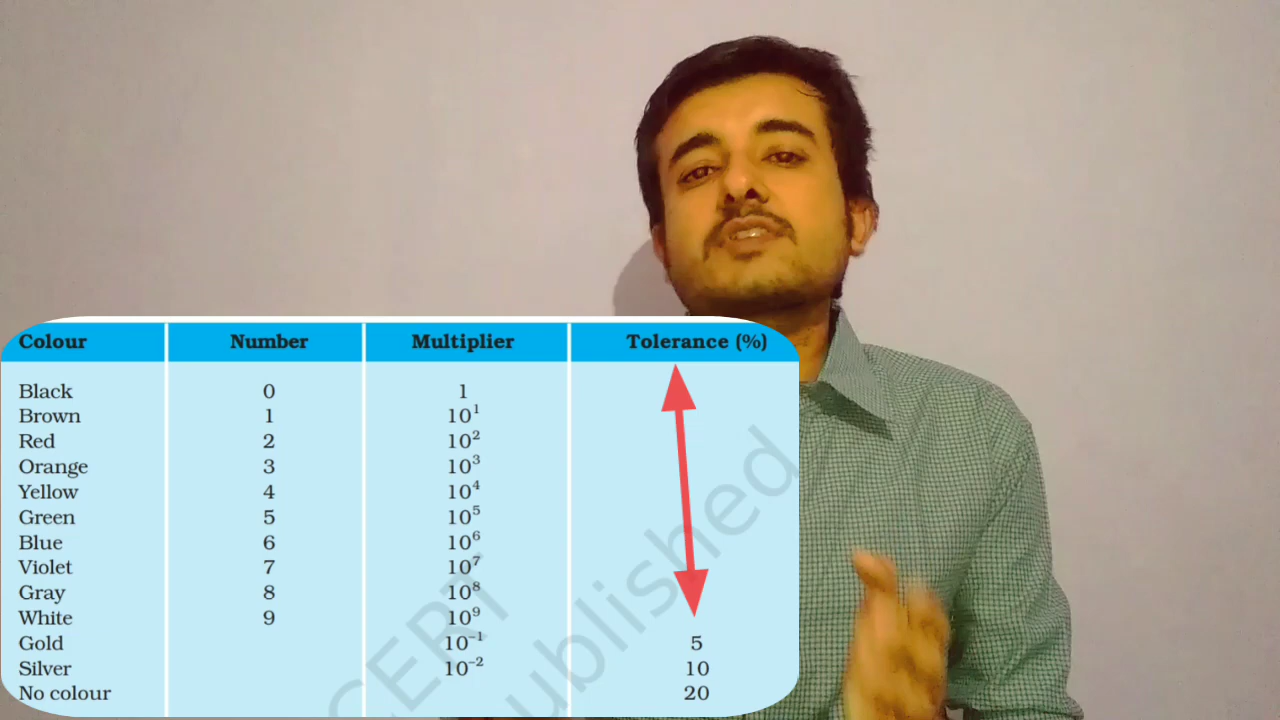 Colour Number Multiplier Tolerance (%)
Black 0 1
Brown 1 10¹
Red 2 10²
Orange 3 10³
Yellow 4 10⁴
Green 5 10⁵
Blue 6 10⁶
Violet 7 10⁷
Gray 8 10⁸
White 9 10⁹
Gold 10⁻¹ 5
Silver 10⁻² 10
No colour 20